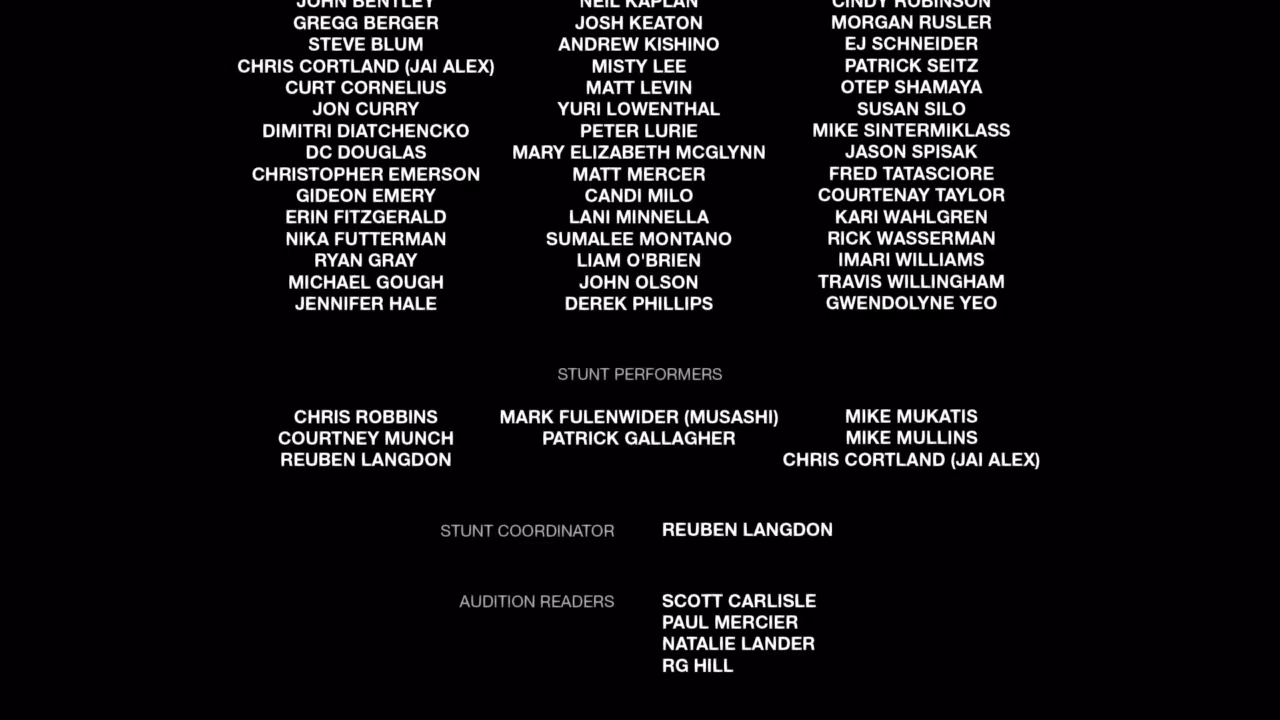 JOHN BENTLEY NEIL KAPLAN CINDY ROBINSON
GREGG BERGER JOSH KEATON MORGAN RUSLER
STEVE BLUM ANDREW KISHINO EJ SCHNEIDER
CHRIS CORTLAND (JAI ALEX) MISTY LEE PATRICK SEITZ
CURT CORNELIUS MATT LEVIN OTEP SHAMAYA
JON CURRY YURI LOWENTHAL SUSAN SILO
DIMITRI DIATCHENCKO PETER LURIE MIKE SINTERMIKLASS
DC DOUGLAS MARY ELIZABETH MCGLYNN JASON SPISAK
CHRISTOPHER EMERSON MATT MERCER FRED TATASCIORE
GIDEON EMERY CANDI MILO COURTENAY TAYLOR
ERIN FITZGERALD LANI MINNELLA KARI WAHLGREN
NIKA FUTTERMAN SUMALEE MONTANO RICK WASSERMAN
RYAN GRAY LIAM O'BRIEN IMARI WILLIAMS
MICHAEL GOUGH JOHN OLSON TRAVIS WILLINGHAM
JENNIFER HALE DEREK PHILLIPS GWENDOLYNE YEO
STUNT PERFORMERS
CHRIS ROBBINS MARK FULENWIDER (MUSASHI) MIKE MUKATIS
COURTNEY MUNCH PATRICK GALLAGHER MIKE MULLINS
REUBEN LANGDON CHRIS CORTLAND (JAI ALEX)
STUNT COORDINATOR REUBEN LANGDON
AUDITION READERS SCOTT CARLISLE
PAUL MERCIER
NATALIE LANDER
RG HILL